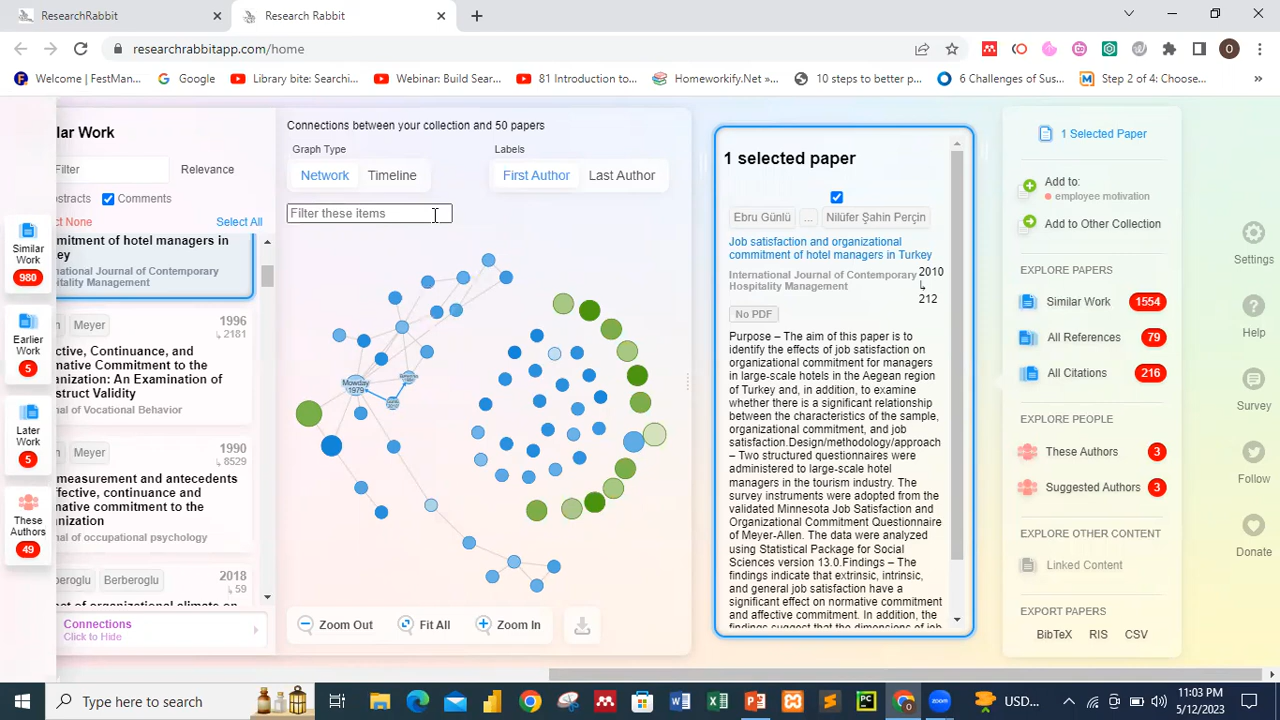 ResearchRabbit
Research Rabbit
researchrabbitapp.com/home
O
Welcome | FestMan...
Google
Library bite: Searchi...
Webinar: Build Sear...
81 Introduction to...
Homeworkify.Net »...
10 steps to better p...
6 Challenges of Sus...
Step 2 of 4: Choose...
»
Similar
Work
980
Earlier
Work
5
Later
Work
5
These
Authors
49
lar Work
Filter
Relevance
stracts
Comments
ct None
Select All
mitment of hotel managers in
key
national Journal of Contemporary
itality Management
Meyer
1996
↳ 2181
ctive, Continuance, and
mative commitment to the
anization: An Examination of
struct Validity
nal of Vocational Behavior
Meyer
1990
↳ 8529
measurement and antecedents
ffective, continuance and
mative commitment to the
nization
nal of occupational psychology
beroglu
Berberoglu
2018
↳ 59
Connections
Click to Hide
Connections between your collection and 50 papers
Graph Type
Labels
Network
Timeline
First Author
Last Author
Filter these items
Mowday
1979
Zoom Out
Fit All
Zoom In
1 selected paper
Ebru Günlü
...
Nilüfer Şahin Perçin
Job satisfaction and organizational
commitment of hotel managers in Turkey
International Journal of Contemporary
Hospitality Management
2010
↳
212
No PDF
Purpose – The aim of this paper is to
identify the effects of job satisfaction on
organizational commitment for managers
in large-scale hotels in the Aegean region
of Turkey and, in addition, to examine
whether there is a significant relationship
between the characteristics of the sample,
organizational commitment, and job
satisfaction.Design/methodology/approach
– Two structured questionnaires were
administered to large-scale hotel
managers in the tourism industry. The
survey instruments were adopted from the
validated Minnesota Job Satisfaction and
Organizational Commitment Questionnaire
of Meyer-Allen. The data were analyzed
using Statistical Package for Social
Sciences version 13.0.Findings – The
findings indicate that extrinsic, intrinsic,
and general job satisfaction have a
significant effect on normative commitment
and affective commitment. In addition, the
findings suggest that the dimensions of job
1 Selected Paper
Add to:
employee motivation
Add to Other Collection
EXPLORE PAPERS
Similar Work
1554
All References
79
All Citations
216
EXPLORE PEOPLE
These Authors
3
Suggested Authors
3
EXPLORE OTHER CONTENT
Linked Content
EXPORT PAPERS
BibTeX
RIS
CSV
Settings
Help
Survey
Follow
Donate
Type here to search
USD...
11:03 PM
5/12/2023